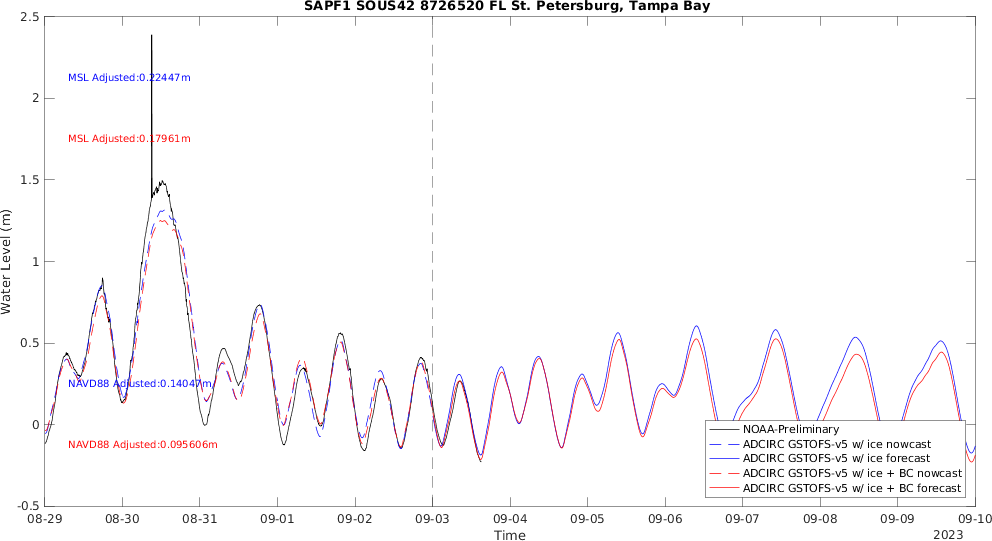 SAPF1 SOUS42 8726520 FL St. Petersburg, Tampa Bay
2.5
2
1.5
1
0.5
0
-0.5
Water Level (m)
MSL Adjusted:0.22447m
MSL Adjusted:0.17961m
NAVD88 Adjusted:0.14047m
NAVD88 Adjusted:0.095606m
NOAA-Preliminary
ADCIRC GSTOFS-v5 w/ ice nowcast
ADCIRC GSTOFS-v5 w/ ice forecast
ADCIRC GSTOFS-v5 w/ ice + BC nowcast
ADCIRC GSTOFS-v5 w/ ice + BC forecast
08-29 08-30 08-31 09-01 09-02 09-03 09-04 09-05 09-06 09-07 09-08 09-09 09-10
Time
2023